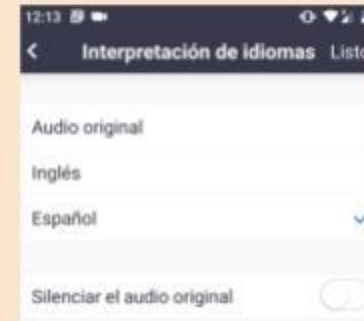 12:13
Interpretación de idiomas
Audio original
Inglés
Español
Silenciar el audio original